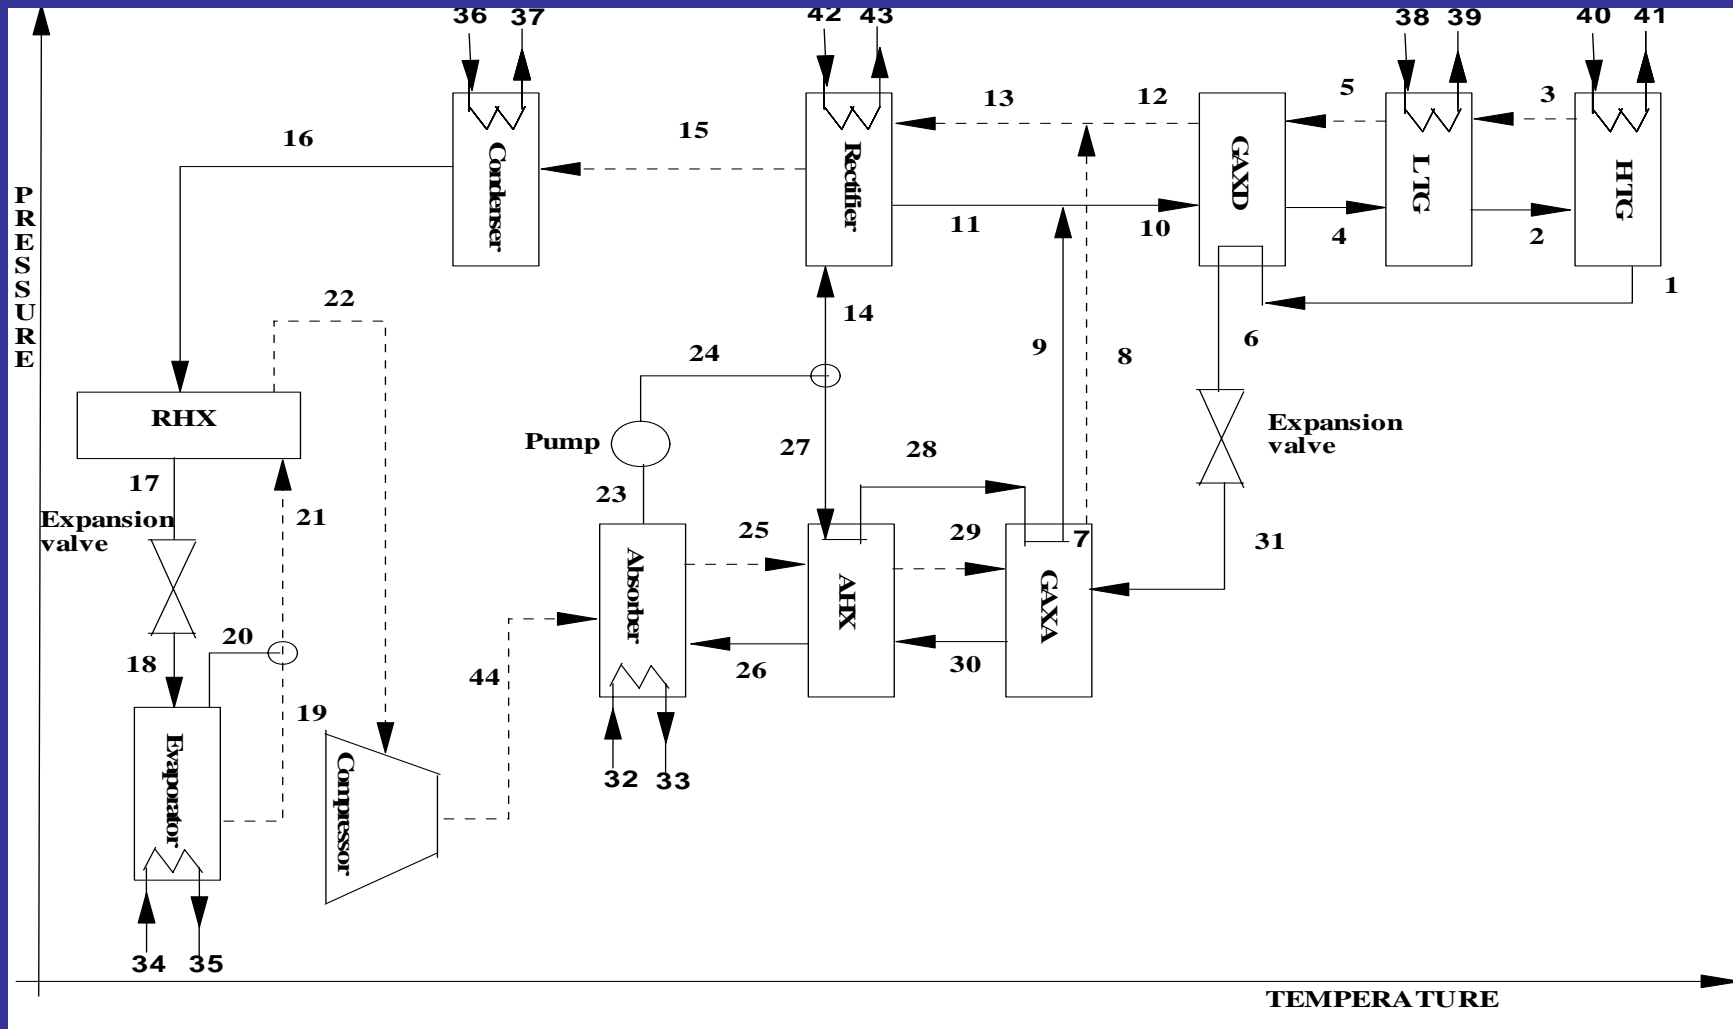 36 37 42 43 38 39 40 41
13 12 5 3
16 15
Condenser
Rectifier
GAXD
LTG
HTG
PRESSURE
11 10 4 2
22 14 1
24 9 8 6
RHX
Pump 27 28 Expansion
valve
17 23
Expansion
valve
21 25 29 7 31
Absorber
AHX
GAXA
20
18 44 26 30
19
Evaporator
Compressor
32 33
34 35
TEMPERATURE